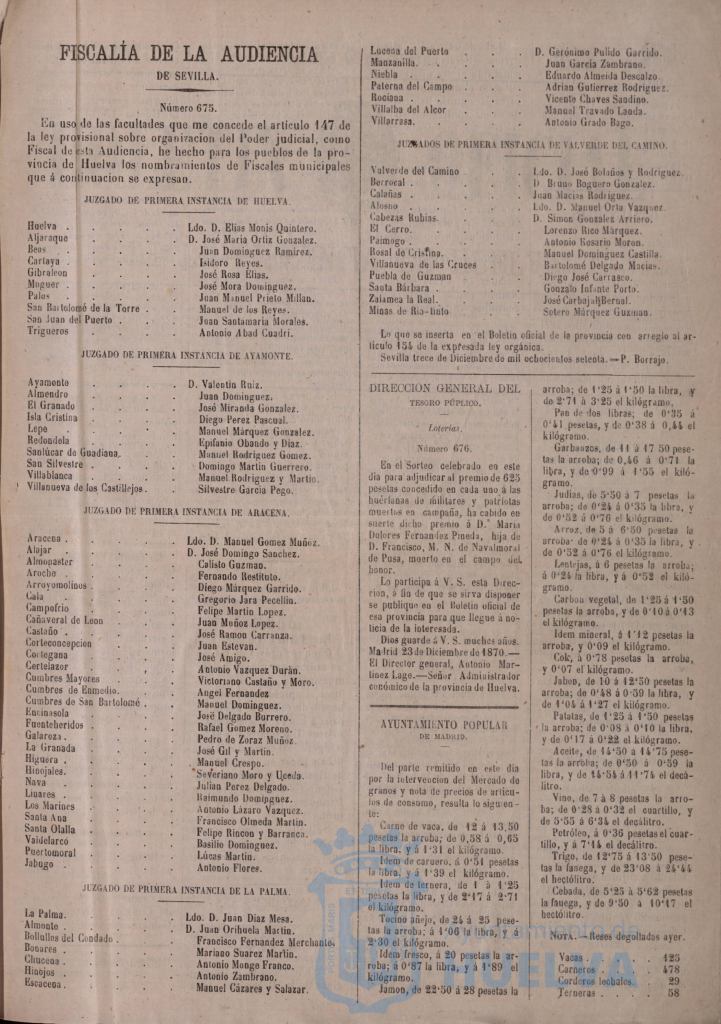 FISCALÍA DE LA AUDIENCIA
DE SEVILLA.
Número 675.
En uso de las facultades que me concede el articulo 147 de
la ley provisional sobre organizacion del Poder judicial, como
Fiscal de esta Audiencia, he hecho para los pueblos de la pro-
vincia de Huelva los nombramientos de Fiscales municipales
que á continuacion se expresan.
JUZGADO DE PRIMERA INSTANCIA DE HUELVA.
Huelva . . . . . Ldo. D. Elias Monis Quintero.
Aljaraque . . . . D. José Maria Ortiz Gonzalez.
Beas . . . . . Juan Dominguez Ramirez.
Cartaya . . . . . Isidoro Reyes.
Gibraleon . . . . José Rosa Elias.
Moguer . . . . . José Mora Dominguez.
Palos . . . . . Juan Manuel Prieto Millan.
San Bartolomé de la Torre . . . Manuel de los Reyes.
San Juan del Puerto . . . Juan Santamaria Morales.
Trigueros . . . . Antonio Abad Cuadri.
JUZGADO DE PRIMERA INSTANCIA DE AYAMONTE.
Ayamonte . . . . D. Valentin Ruiz.
Almendro . . . . Juan Dominguez.
El Granado . . . . José Miranda Gonzalez.
Isla Cristina . . . . Diego Perez Pascual.
Lepe . . . . . Manuel Márquez Gonzalez.
Redondela . . . . Epifanio Obando y Diaz.
Sanlúcar de Guadiana. . . . Manuel Rodriguez Gomez.
San Silvestre . . . . Domingo Martin Guerrero.
Villablanca . . . . Manuel Rodriguez y Martin.
Villanueva de los Castillejos . . . Silvestre Garcia Pego.
JUZGADO DE PRIMERA INSTANCIA DE ARACENA.
Aracena . . . . . Ldo. D. Manuel Gomez Muñoz.
Alajar . . . . . D. José Domingo Sanchez.
Almonaster . . . . Calisto Guzman.
Aroche . . . . . Fernando Restituto.
Arroyomolinos . . . . Diego Márquez Garrido.
Cala . . . . . Gregorio Jara Pecellin.
Campofrio . . . . Felipe Martin Lopez.
Cañaveral de Leon . . . Juan Muñoz Lopez.
Castaño . . . . . José Ramon Carranza.
Corteconcepcion . . . . Juan Estevan.
Cortegana . . . . José Amigo.
Cortelazor . . . . Antonio Vazquez Durán.
Cumbres Mayores . . . Victoriano Castaño y Moro.
Cumbres de Enmedio. . . . Angel Fernandez
Cumbres de San Bartolomé . . . Manuel Dominguez.
Encinasola . . . . José Delgado Burrero.
Fuenteheridos . . . . Rafael Gomez Moreno.
Galaroza . . . . Pedro de Zoraz Muñoz.
La Granada . . . . José Gil y Martin.
Higuera . . . . Manuel Crespo.
Hinojales. . . . . Severiano Moro y Uceda.
Nava . . . . . Julian Perez Delgado.
Linares . . . . . Raimundo Dominguez.
Los Marines . . . . Antonio Lázaro Vazquez.
Santa Ana . . . . Francisco Olmeda Martin.
Santa Olalla . . . . Felipe Rincon y Barranca.
Valdelarco . . . . Basilio Dominguez.
Puertomoral . . . . Lúcas Martin.
Jabugo . . . . . Antonio Flores.
JUZGADO DE PRIMERA INSTANCIA DE LA PALMA.
La Palma. . . . . Ldo. D. Juan Diaz Mesa.
Almonte . . . . D. Juan Orihuela Martin.
Bollullos del Condado . . . Francisco Fernandez Merchante.
Bonares . . . . Mariano Suarez Martin.
Chucena . . . . Antonio Mongo Franco.
Hinojos . . . . Antonio Zambrano.
Escacena . . . . Manuel Cázares y Salazar.
Lucena del Puerto . . . D. Gerónimo Pulido Garrido.
Manzanilla. . . . Juan Garcia Zambrano.
Niebla . . . . Eduardo Almeida Descalzo.
Paterna del Campo . . . Adrian Gutierrez Rodriguez.
Rociana . . . . Vicente Chaves Sandino.
Villalba del Alcor . . . Manuel Travado Landa.
Villarrasa. . . . Antonio Grado Bago.
JUZGADOS DE PRIMERA INSTANCIA DE VALVERDE DEL CAMINO.
Valverde del Camino . . Ldo. D. José Bolaños y Rodriguez.
Berrocal . . . . D Bruno Boguero Gonzalez.
Calañas . . . . Juan Macias Rodriguez.
Alosno . . . . Ldo. D. Manuel Orta Vazquez.
Cabezas Rubias. . . . D. Simon Gonzalez Arriero.
El Cerro. . . . Lorenzo Rico Márquez.
Paimogo . . . . Antonio Rosario Moron.
Rosal de Cristina. . . . Manuel Dominguez Castilla.
Villanueva de las Cruces . . Bartolomé Delgado Macias.
Puebla de Guzman . . . Diego José Carrasco.
Santa Bárbara . . . Gonzalo Infante Porto.
Zalamea la Real. . . . José Carbajal Bernal.
Minas de Rio-tinto . . . Sotero Márquez Guzman.
Lo que se inserta en el Boletin oficial de la provincia con arreglo al ar-
tículo 154 de la expresada ley orgánica.
Sevilla trece de Diciembre de mil ochocientos setenta.—P. Borrajo.
DIRECCION GENERAL DEL
TESORO PÚBLICO.
Loterías.
Número 676.
En el Sorteo celebrado en este
dia para adjudicar el premio de 625
pesetas concedido en cada uno á las
huérfanas de militares y patriotas
muertos en campaña, ha cabido en
suerte dicho premio á D.ª Maria
Dolores Fernandez Pineda, hija de
D. Francisco, M. N. de Navalmoral
de Pusa, muerto en el campo del
honor.
Lo participa á V. S. esta Direc-
cion, á fin de que se sirva disponer
se publique en el Boletin oficial de
esa provincia para que llegue á no-
ticia de la interesada.
Dios guarde á V. S. muchos años.
Madrid 23 de Diciembre de 1870.—
El Director general, Antonio Mar-
tinez Lage.—Señor Administrador
económico de la provincia de Huelva.
AYUNTAMIENTO POPULAR
DE MADRID.
Del parte remitido en este dia
por la intervencion del Mercado de
granos y nota de precios de articu-
los de consumo, resulta lo siguien-
te:
Carne de vaca, de 12 á 13,50
pesetas la arroba; de 0,58 á 0,65
la libra, y á 1'31 el kilógramo.
Idem de carnero, á 0'54 pesetas
la libra, y á 1'39 el kilógramo.
Idem de ternera, de 1 á 1'25
pesetas la libra, y de 2'17 á 2'71
el kilógramo.
Tocino añejo, de 24 á 25 pese-
tas la arroba; á 1'06 la libra, y á
2'30 el kilógramo.
Idem fresco, á 20 pesetas la ar-
roba; á 0'87 la libra, y á 1'89 el
kilógramo.
Jamon, de 22'50 á 28 pesetas la
arroba; de 1'25 á 1'50 la libra, y
de 2'71 á 3'25 el kilógramo.
Pan de dos libras; de 0'35 á
0'41 pesetas, y de 0'38 á 0,44 el
kilógramo.
Garbanzos, de 11 á 17 50 pese-
tas la arroba; de 0,46 á 0'71 la
libra, y de 0'99 á 1'55 el kiló-
gramo.
Judias, de 5'50 á 7 pesetas la
arroba; de 0'24 á 0'35 la libra, y
de 0'52 á 0'76 el kilógramo.
Arroz, de 5 á 6'50 pesetas la
arroba; de 0'24 á 0'35 la libra, y
de 0'52 á 0'76 el kilógramo.
Lentejas, á 6 pesetas la arroba;
á 0'24 la libra, y á 0'52 el kiló-
gramo.
Carbon vegetal, de 1'25 á 1'50
pesetas la arroba, y de 0'10 á 0'13
el kilógramo.
Idem mineral, á 1'12 pesetas la
arroba, y 0'09 el kilógramo.
Cok, á 0'78 pesetas la arroba,
y 0'07 el kilógramo.
Jabon, de 10 á 12'50 pesetas la
arroba; de 0'48 á 0'59 la libra, y
de 1'04 á 1'27 el kilógramo.
Patatas, de 1'25 á 1'50 pesetas
la arroba; de 0'08 á 0'10 la libra,
y de 0'17 á 0'22 el kilógramo.
Aceite, de 14'50 á 14'75 pese-
tas la arroba; de 0'50 á 0'59 la
libra, y de 14'54 á 11'74 el decá-
litro.
Vino, de 7 á 8 pesetas la arro-
ba; de 0'28 á 0'32 el cuartillo, y
de 5'55 á 6'34 el decálitro.
Petróleo, á 0'36 pesetas el cuar-
tillo, y á 7'14 el decálitro.
Trigo, de 12'75 á 13'50 pese-
tas la fanega, y de 23'08 á 24'44
el hectólitro.
Cebada, de 5'25 á 5'62 pesetas
la fanega, y de 9'50 á 10'17 el
hectólitro.
NOTA.—Reses degolladas ayer.
Vacas . . . . 125
Carneros . . . . 478
Corderos lechales . . 29
Terneras . . . . 58
Ayuntamiento de
HUELVA